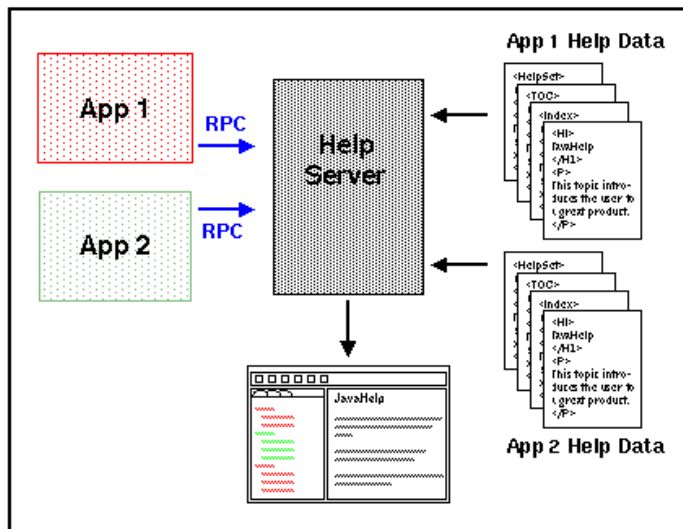 App 1 Help Data
App 1
RPC
Help
Server
RPC
App 2
<HelpSet>
<TOC>
<Index>
<H1>
JavaHelp
</H1>
<P>
This topic intro-
duces the user to
a great product.
</P>
<HelpSet>
<TOC>
<Index>
<H1>
JavaHelp
</H1>
<P>
This topic intro-
duces the user to
a great product.
</P>
App 2 Help Data
JavaHelp